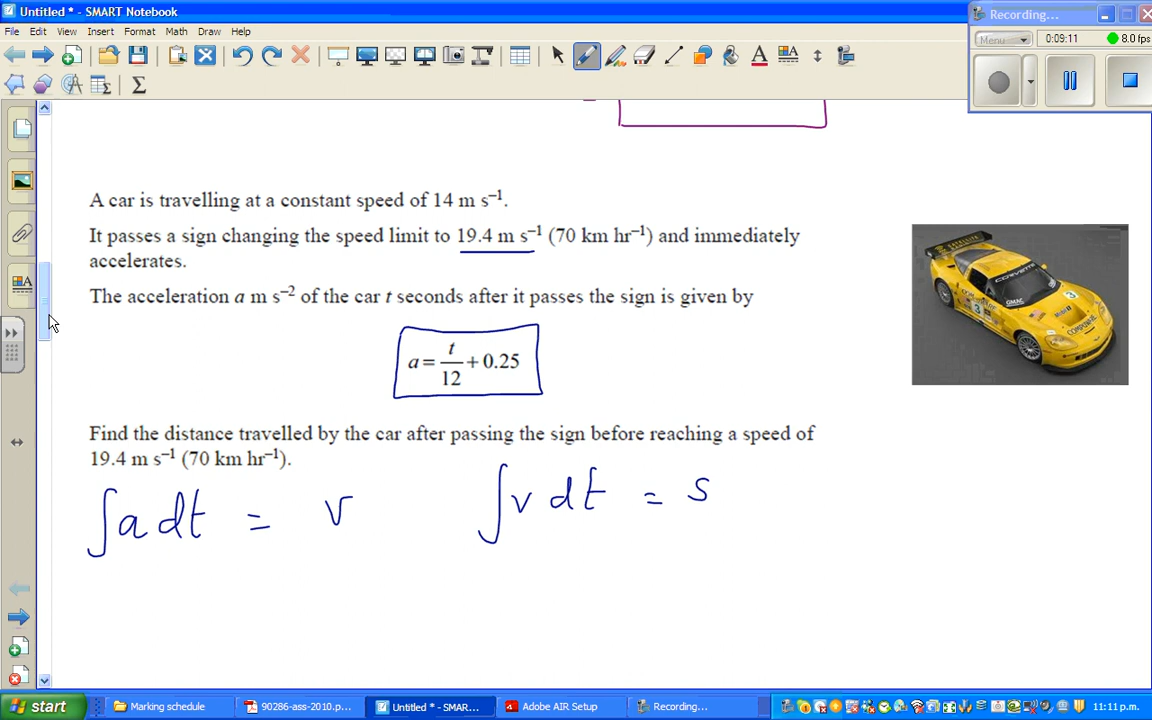 Untitled * - SMART Notebook
File Edit View Insert Format Math Draw Help
Recording...
Menu 0:09:11 8.0 fps
A car is travelling at a constant speed of 14 m s⁻¹.
It passes a sign changing the speed limit to 19.4 m s⁻¹ (70 km hr⁻¹) and immediately
accelerates.
The acceleration a m s⁻² of the car t seconds after it passes the sign is given by
a = t/12 + 0.25
CORVETTE
GMAC
3
Find the distance travelled by the car after passing the sign before reaching a speed of
19.4 m s⁻¹ (70 km hr⁻¹).
∫a dt = v ∫v dt = s
start Marking schedule 90286-ass-2010.p... Untitled * - SMAR... Adobe AIR Setup Recording... 11:11 p.m.